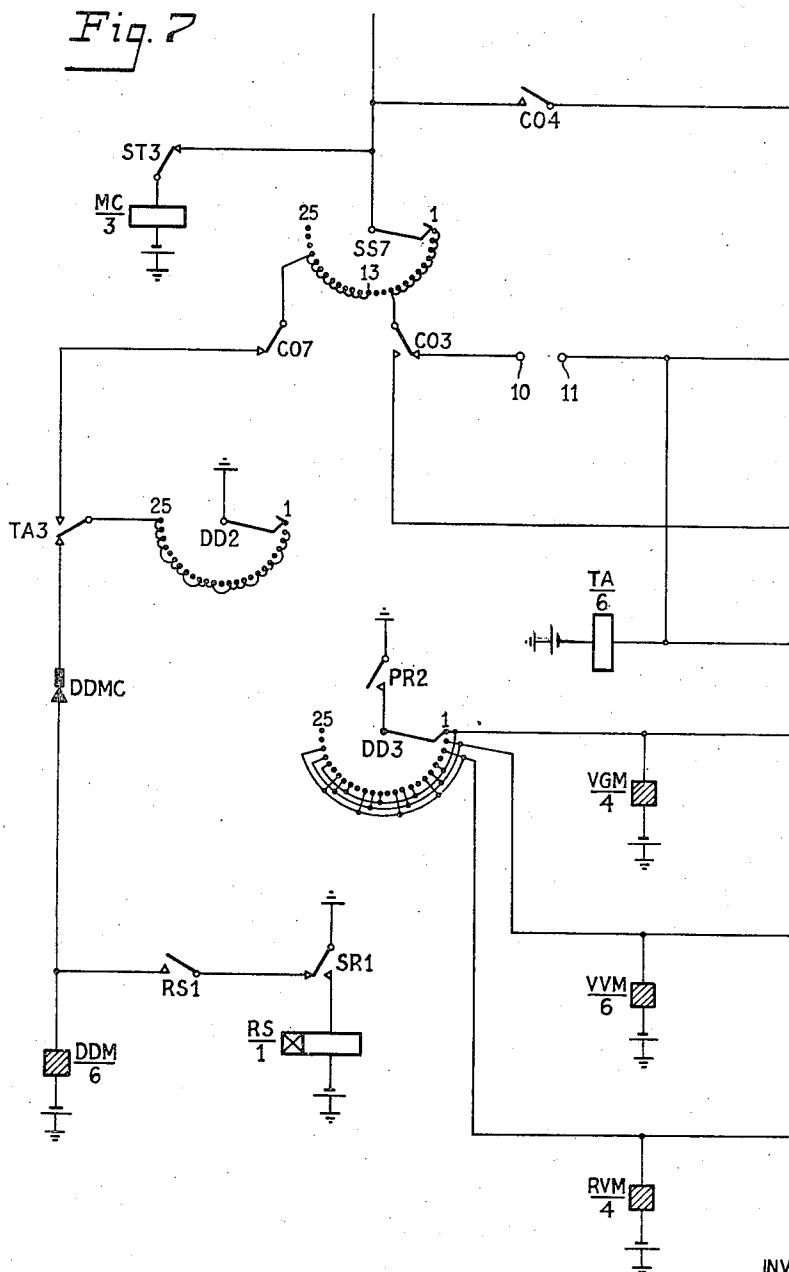 Fig. 7
CO4
ST3
MC
3
25
1
SS7
13
CO7
CO3
10
11
25
1
TA3
DD2
TA
6
PR2
DDMC
25
1
DD3
VGM
4
SR1
RS1
VVM
6
RS
1
DDM
6
RVM
4
INV